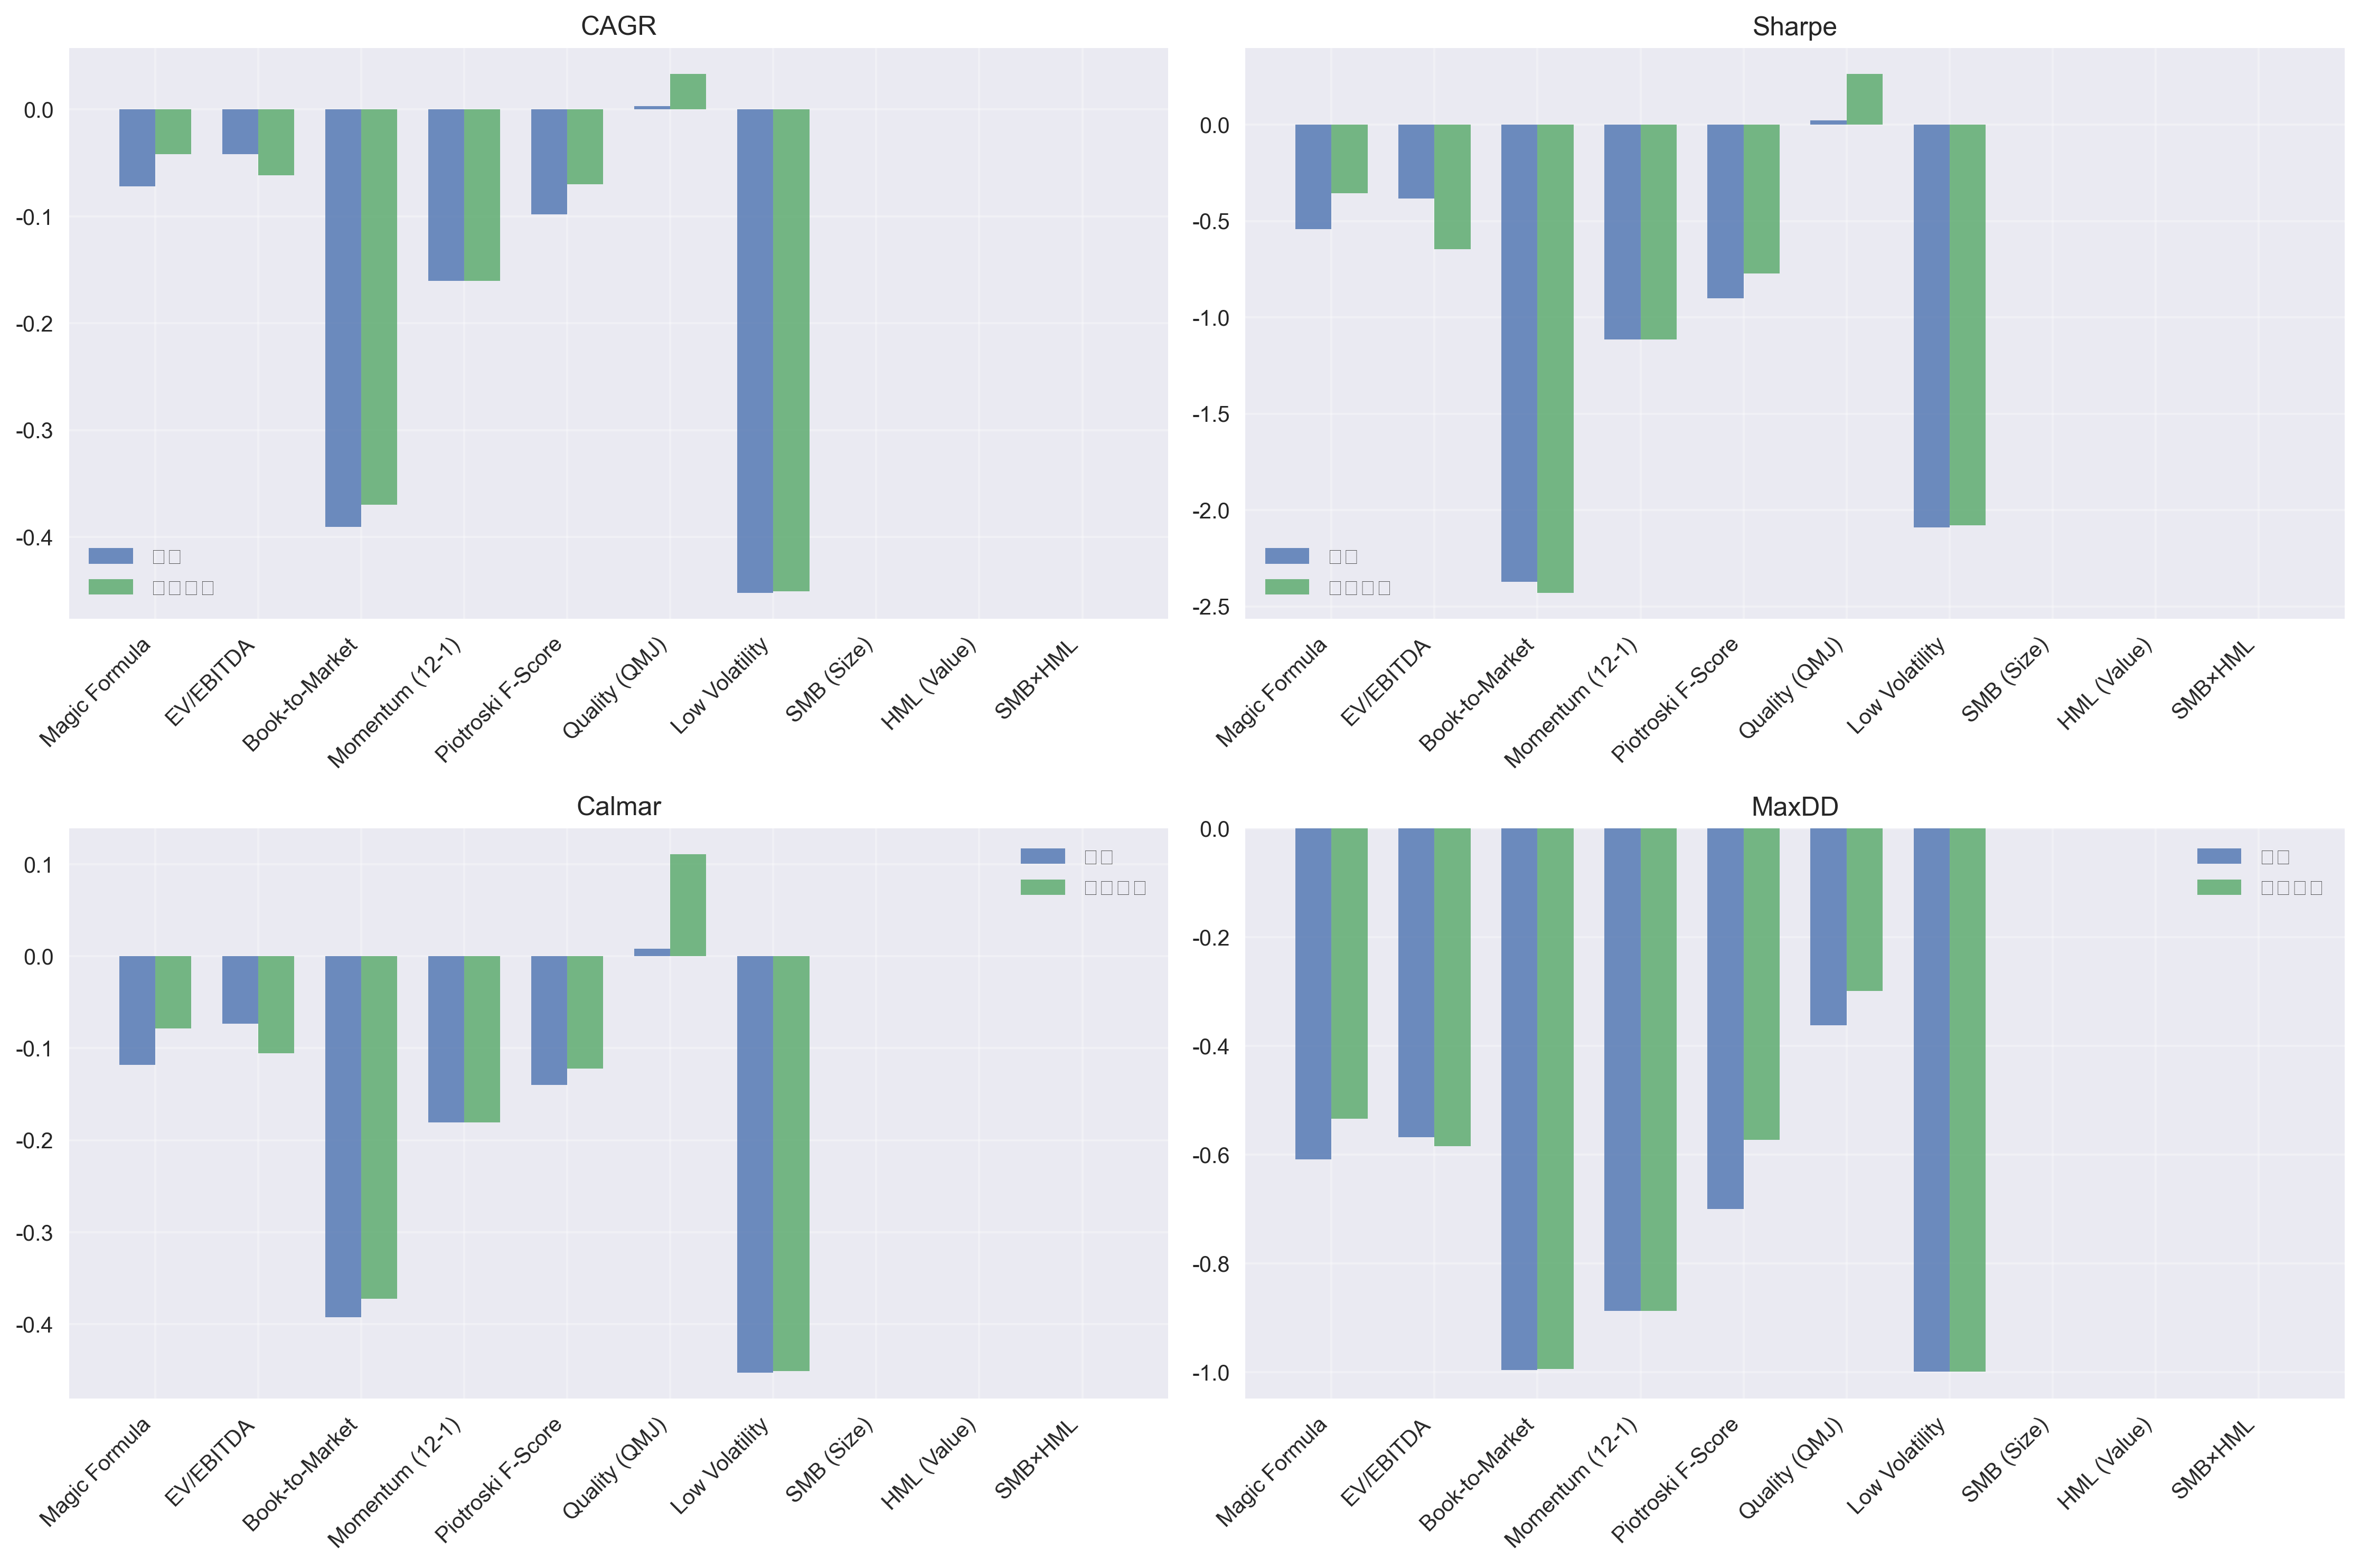 CAGR
0.0
-0.1
-0.2
-0.3
-0.4
Magic Formula
EV/EBITDA
Book-to-Market
Momentum (12-1)
Piotroski F-Score
Quality (QMJ)
Low Volatility
SMB (Size)
HML (Value)
SMB×HML
Sharpe
0.0
-0.5
-1.0
-1.5
-2.0
-2.5
Magic Formula
EV/EBITDA
Book-to-Market
Momentum (12-1)
Piotroski F-Score
Quality (QMJ)
Low Volatility
SMB (Size)
HML (Value)
SMB×HML
Calmar
0.1
0.0
-0.1
-0.2
-0.3
-0.4
Magic Formula
EV/EBITDA
Book-to-Market
Momentum (12-1)
Piotroski F-Score
Quality (QMJ)
Low Volatility
SMB (Size)
HML (Value)
SMB×HML
MaxDD
0.0
-0.2
-0.4
-0.6
-0.8
-1.0
Magic Formula
EV/EBITDA
Book-to-Market
Momentum (12-1)
Piotroski F-Score
Quality (QMJ)
Low Volatility
SMB (Size)
HML (Value)
SMB×HML